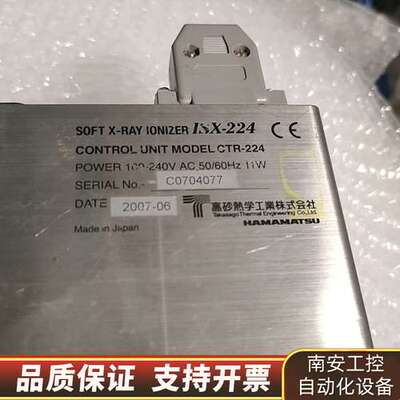 SOFT X-RAY IONIZER ISX-224 CE
CONTROL UNIT MODEL CTR-224
POWER 100-240V AC 50/60Hz 11W
SERIAL No. C0704077
DATE 2007-06
高砂熱学工業株式会社
Takasago Thermal Engineering Co.,Ltd.
Made in Japan
HAMAMATSU
品质保证 支持开票
南安工控
自动化设备